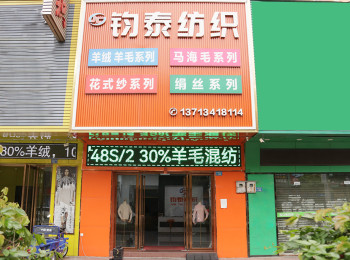 钧泰纺织
羊绒 羊毛系列
马海毛系列
花式纱系列
绢丝系列
13713418114
80%羊绒，10
48S/2 30%羊毛混纺